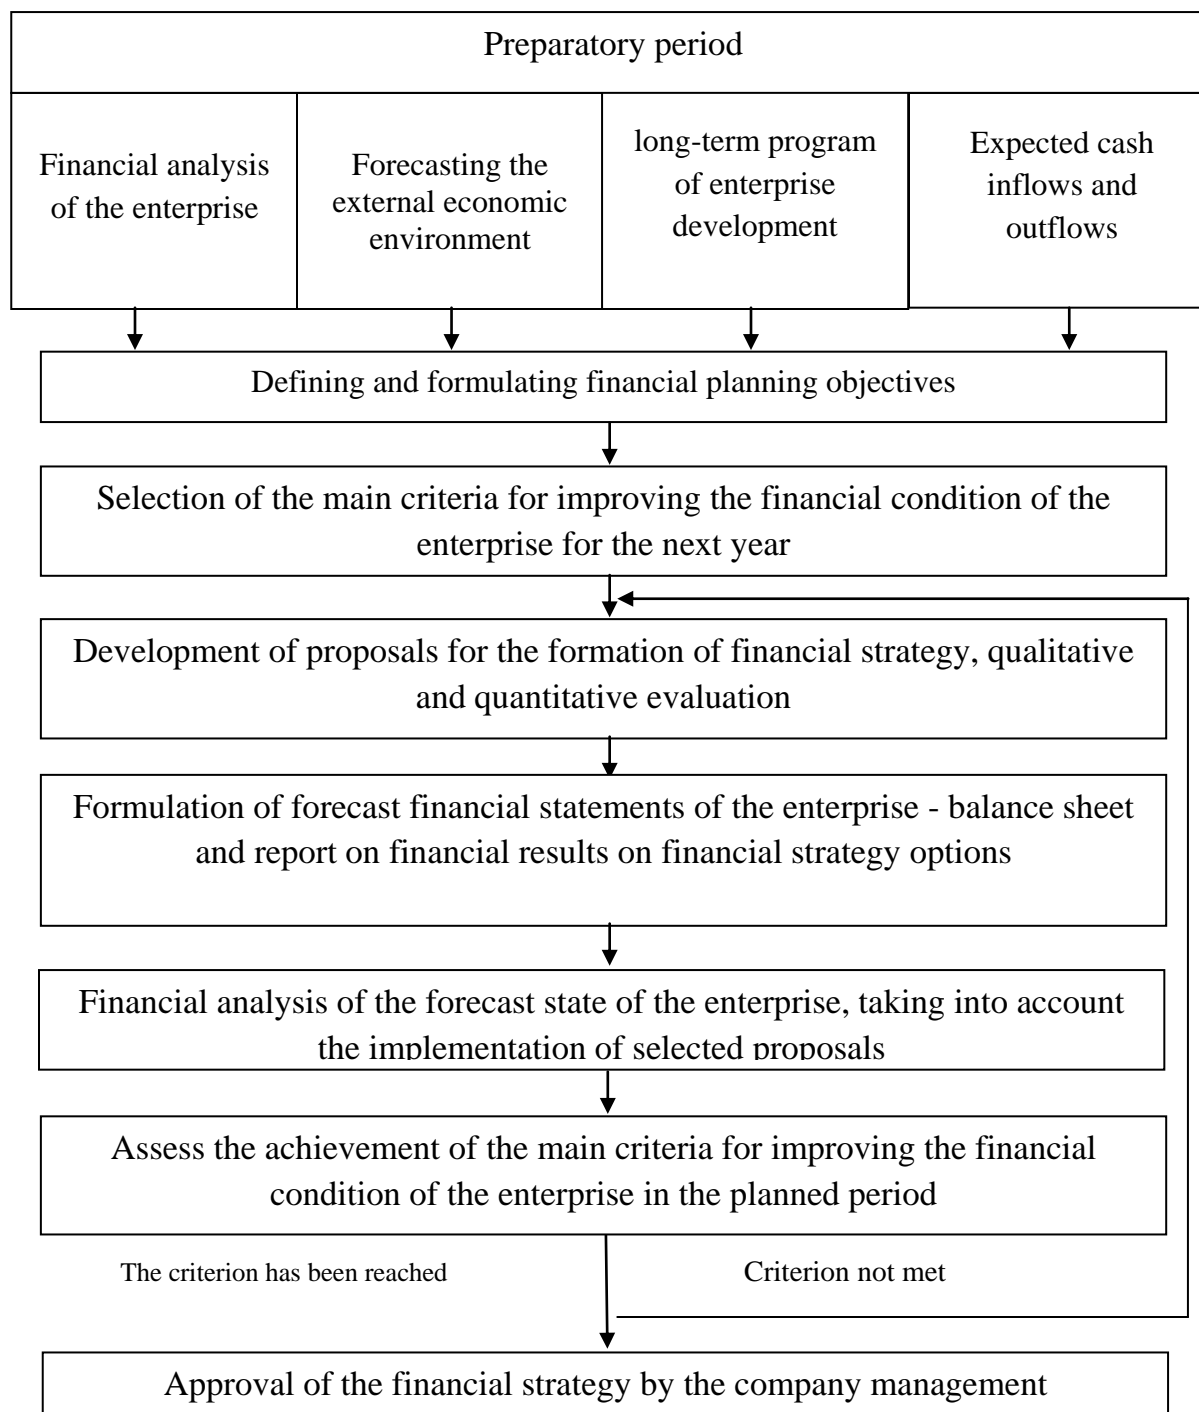 Preparatory period
Financial analysis
of the enterprise
Forecasting the
external economic
environment
long-term program
of enterprise
development
Expected cash
inflows and
outflows
Defining and formulating financial planning objectives
Selection of the main criteria for improving the financial condition of the
enterprise for the next year
Development of proposals for the formation of financial strategy, qualitative
and quantitative evaluation
Formulation of forecast financial statements of the enterprise - balance sheet
and report on financial results on financial strategy options
Financial analysis of the forecast state of the enterprise, taking into account
the implementation of selected proposals
Assess the achievement of the main criteria for improving the financial
condition of the enterprise in the planned period
The criterion has been reached
Criterion not met
Approval of the financial strategy by the company management